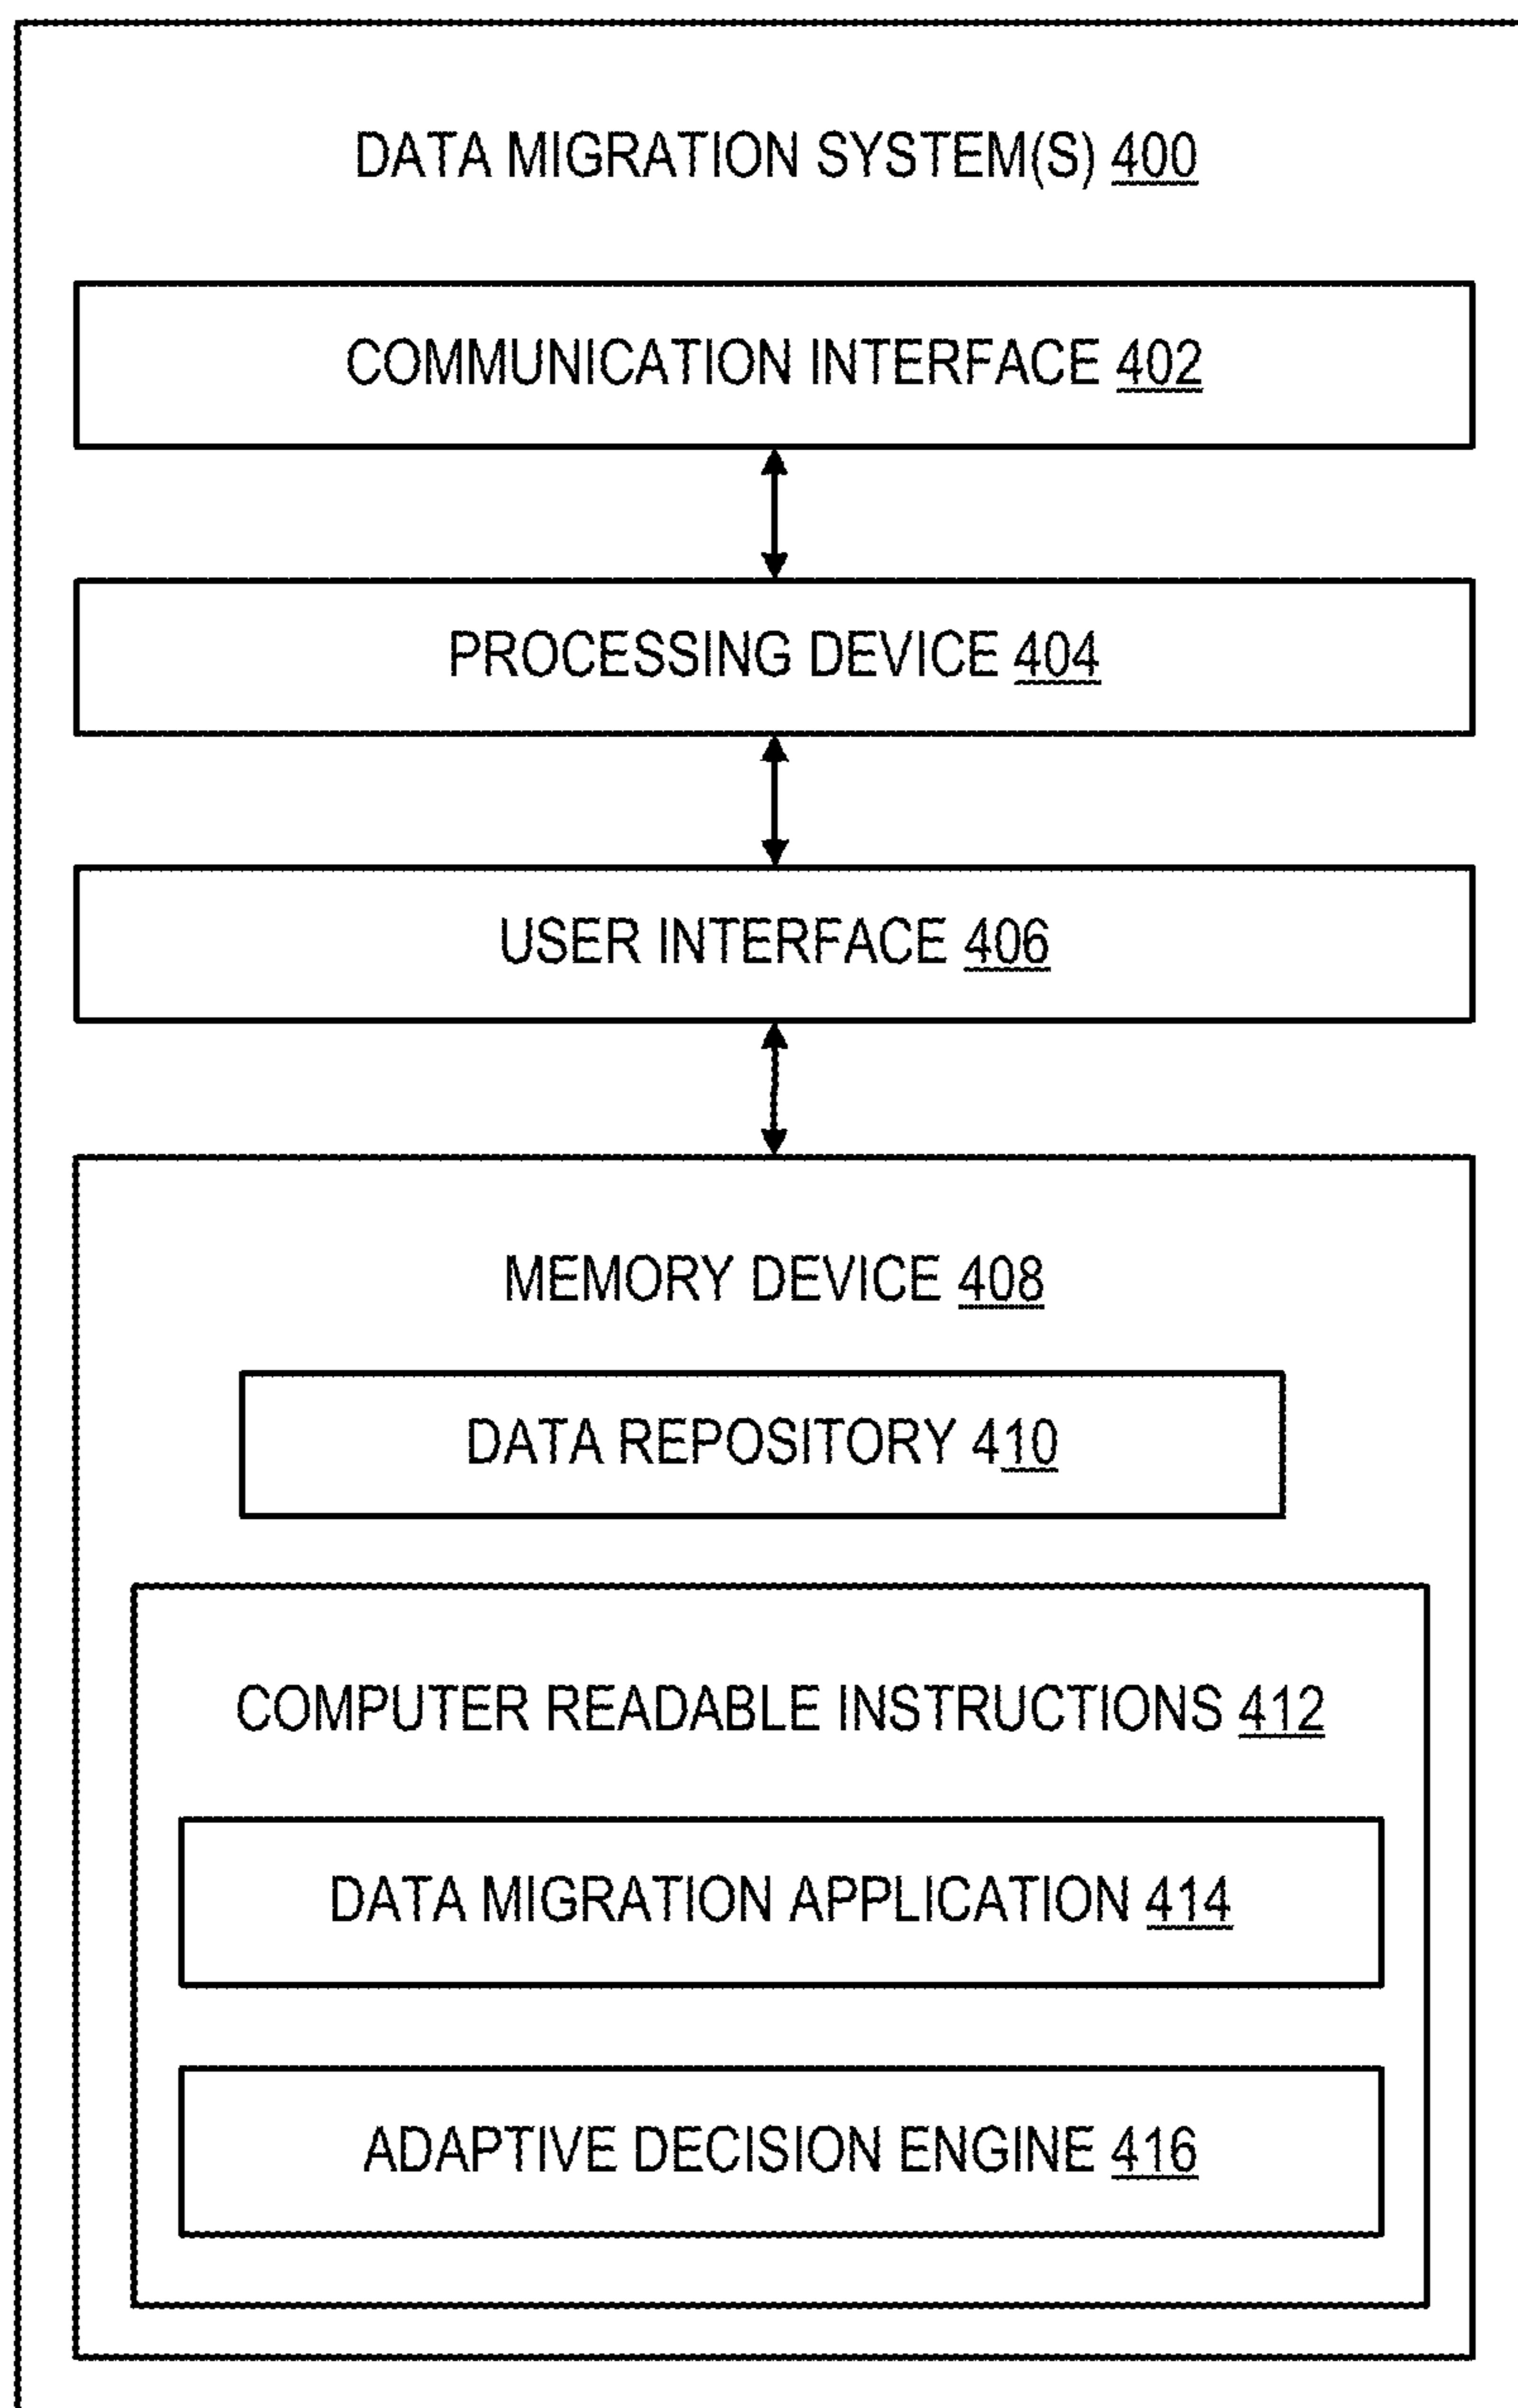 DATA MIGRATION SYSTEM(S) 400
COMMUNICATION INTERFACE 402
PROCESSING DEVICE 404
USER INTERFACE 406
MEMORY DEVICE 408
DATA REPOSITORY 410
COMPUTER READABLE INSTRUCTIONS 412
DATA MIGRATION APPLICATION 414
ADAPTIVE DECISION ENGINE 416